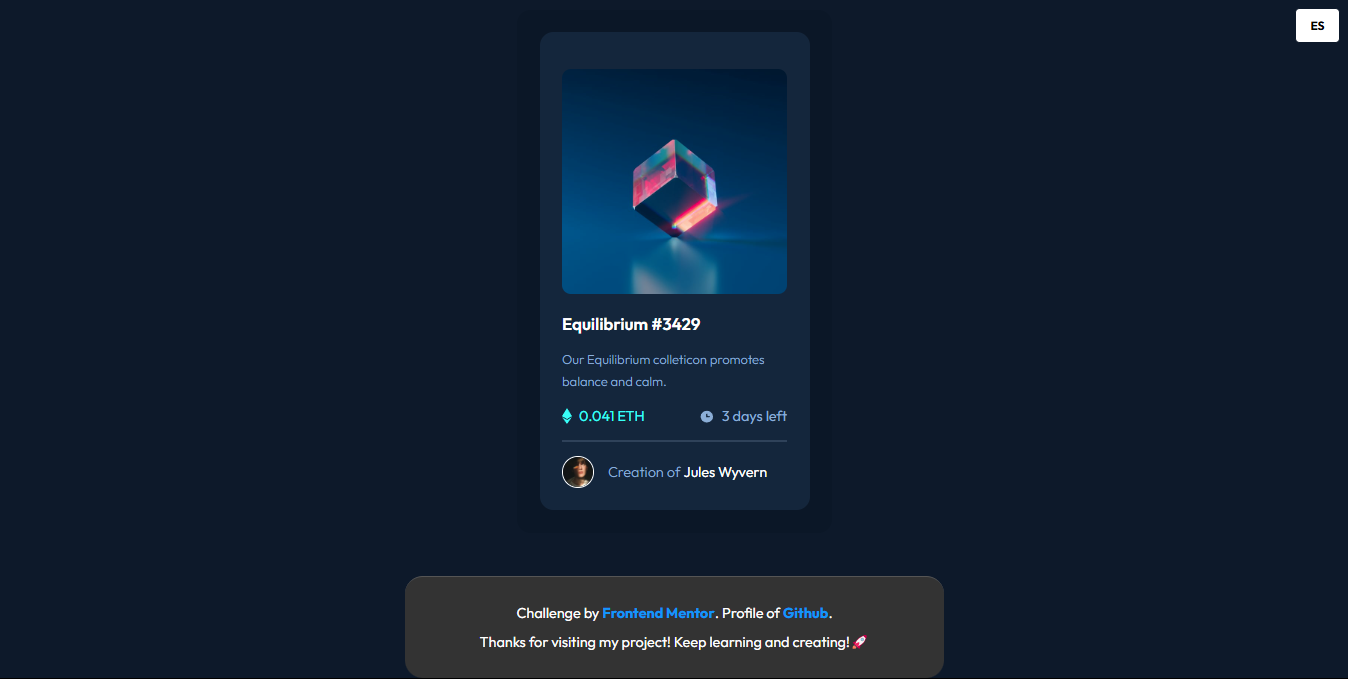 ES
Equilibrium #3429
Our Equilibrium colleticon promotes
balance and calm.
0.041 ETH
3 days left
Creation of Jules Wyvern
Challenge by Frontend Mentor. Profile of Github.
Thanks for visiting my project! Keep learning and creating! 🚀